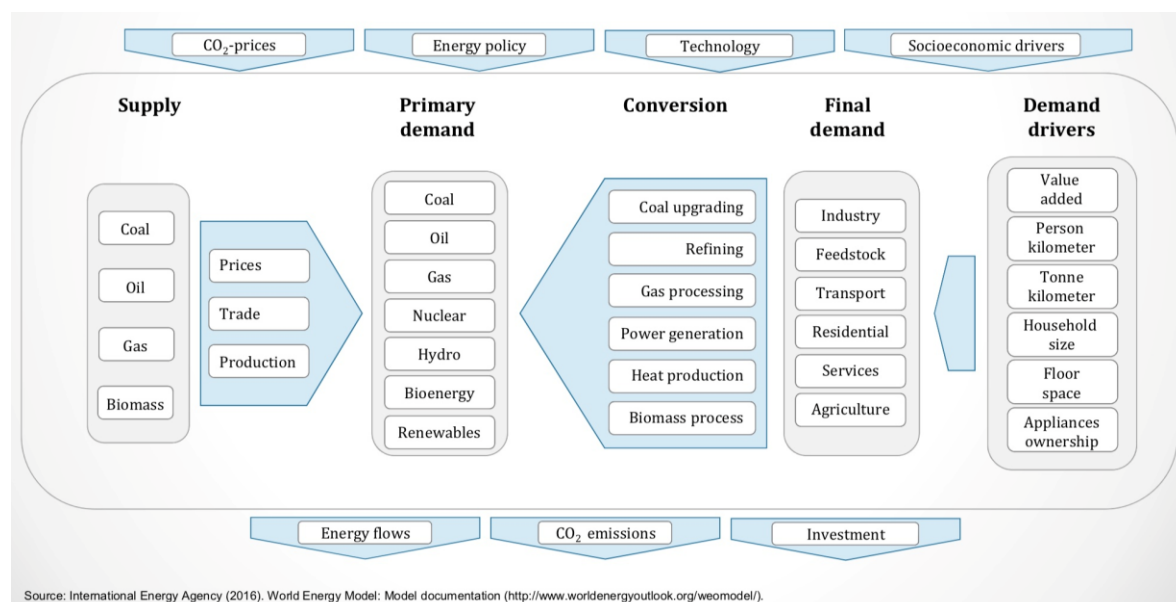 CO₂-prices
Energy policy
Technology
Socioeconomic drivers
Supply
Primary
demand
Conversion
Final
demand
Demand
drivers
Coal
Oil
Gas
Biomass
Prices
Trade
Production
Coal
Oil
Gas
Nuclear
Hydro
Bioenergy
Renewables
Coal upgrading
Refining
Gas processing
Power generation
Heat production
Biomass process
Industry
Feedstock
Transport
Residential
Services
Agriculture
Value
added
Person
kilometer
Tonne
kilometer
Household
size
Floor
space
Appliances
ownership
Energy flows
CO₂ emissions
Investment
Source: International Energy Agency (2016). World Energy Model: Model documentation (http://www.worldenergyoutlook.org/weomodel/).